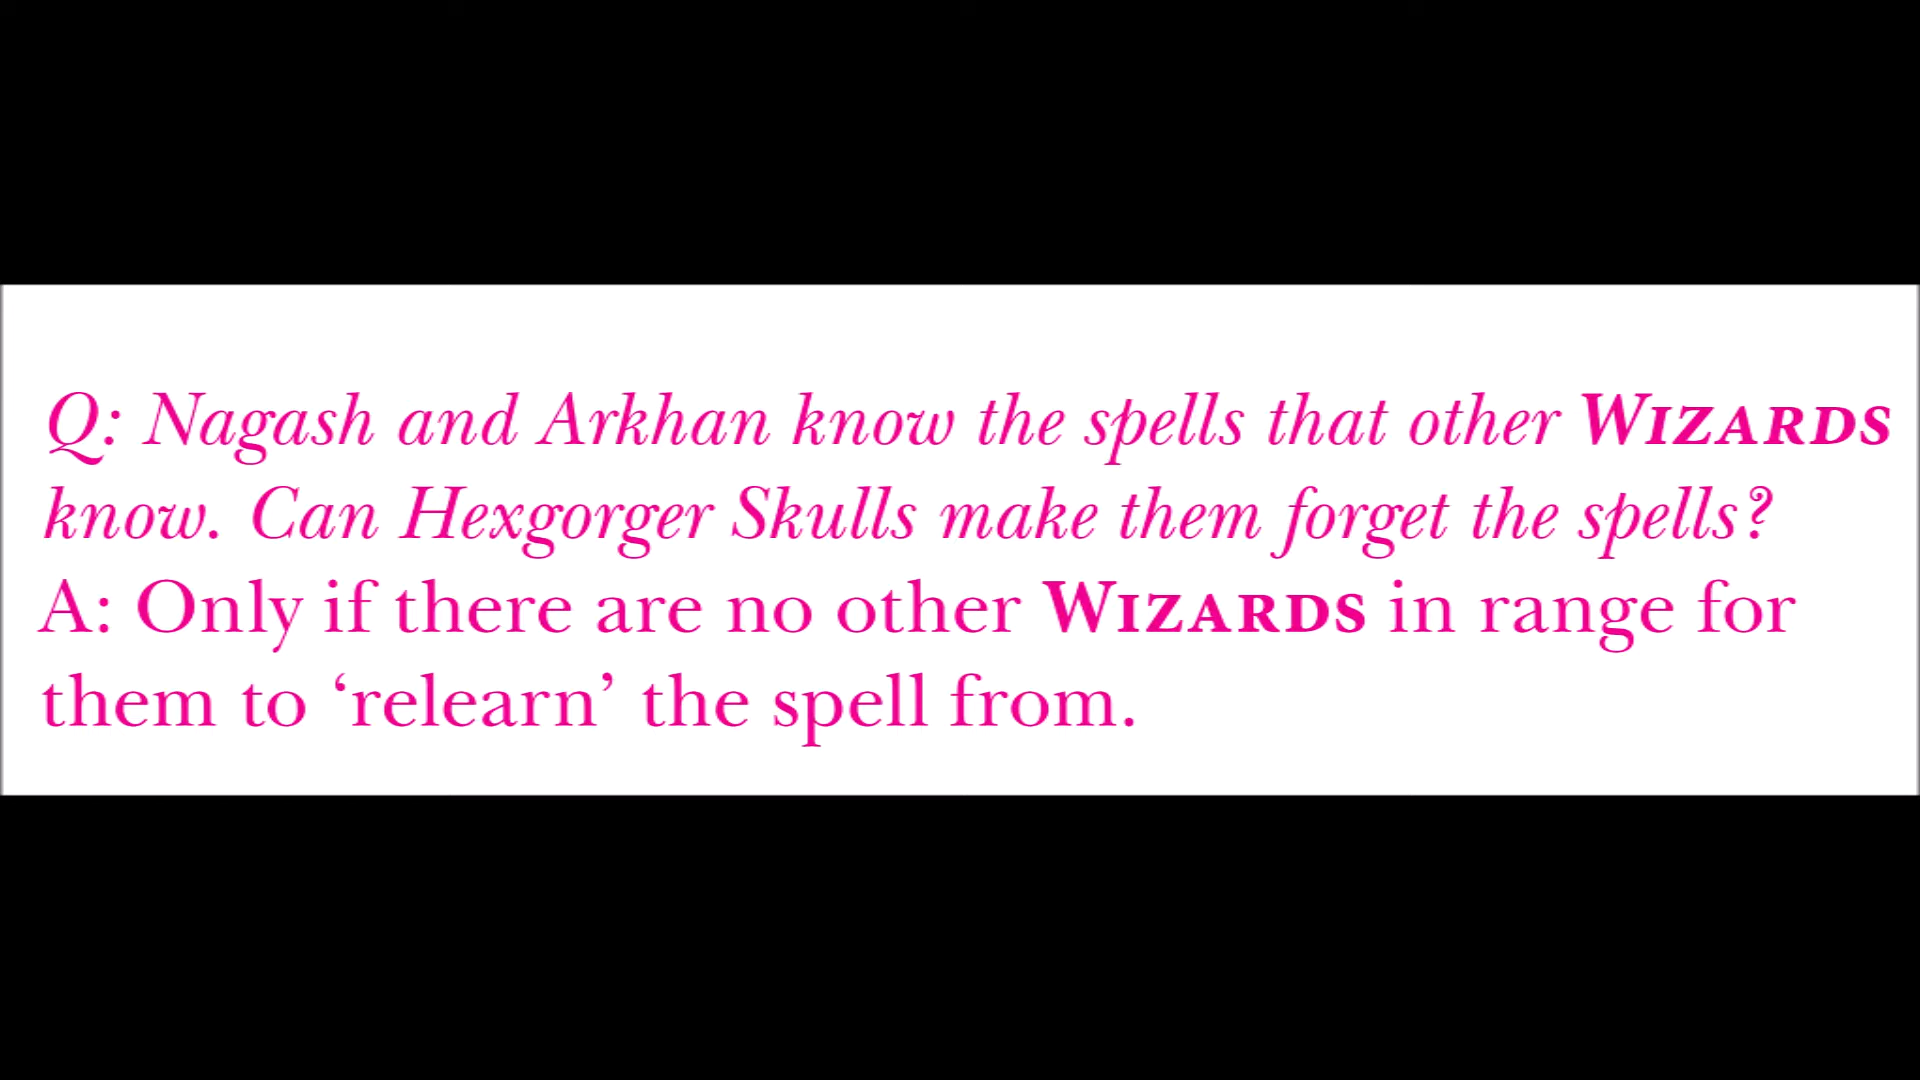 Q: Nagash and Arkhan know the spells that other WIZARDS
know. Can Hexgorger Skulls make them forget the spells?
A: Only if there are no other WIZARDS in range for
them to ‘relearn’ the spell from.